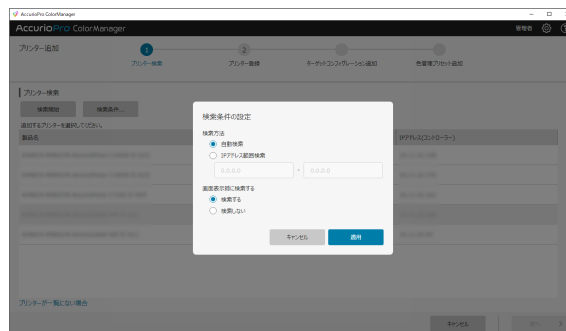 AccurioPro ColorManager
AccurioPro ColorManager
管理者
プリンター追加
1
2
プリンター検索
プリンター登録
ターゲットコンフィグレーション追加
色管理プリセット追加
プリンター検索
検索開始
検索条件...
追加するプリンターを選択してください。
製品名
IPアドレス(コントローラー)
検索条件の設定
検索方法
自動検索
IPアドレス範囲検索
0.0.0.0 - 0.0.0.0
画面表示時に検索する
検索する
検索しない
キャンセル
適用
プリンターが一覧にない場合
キャンセル